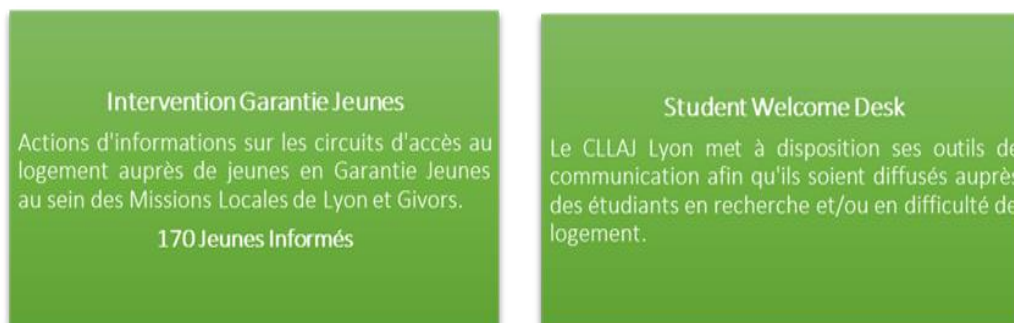 Intervention Garantie Jeunes
Actions d'informations sur les circuits d'accès au
logement auprès de jeunes en Garantie Jeunes
au sein des Missions Locales de Lyon et Givors.
170 Jeunes Informés
Student Welcome Desk
Le CLLAJ Lyon met à disposition ses outils de
communication afin qu'ils soient diffusés auprès
des étudiants en recherche et/ou en difficulté de
logement.